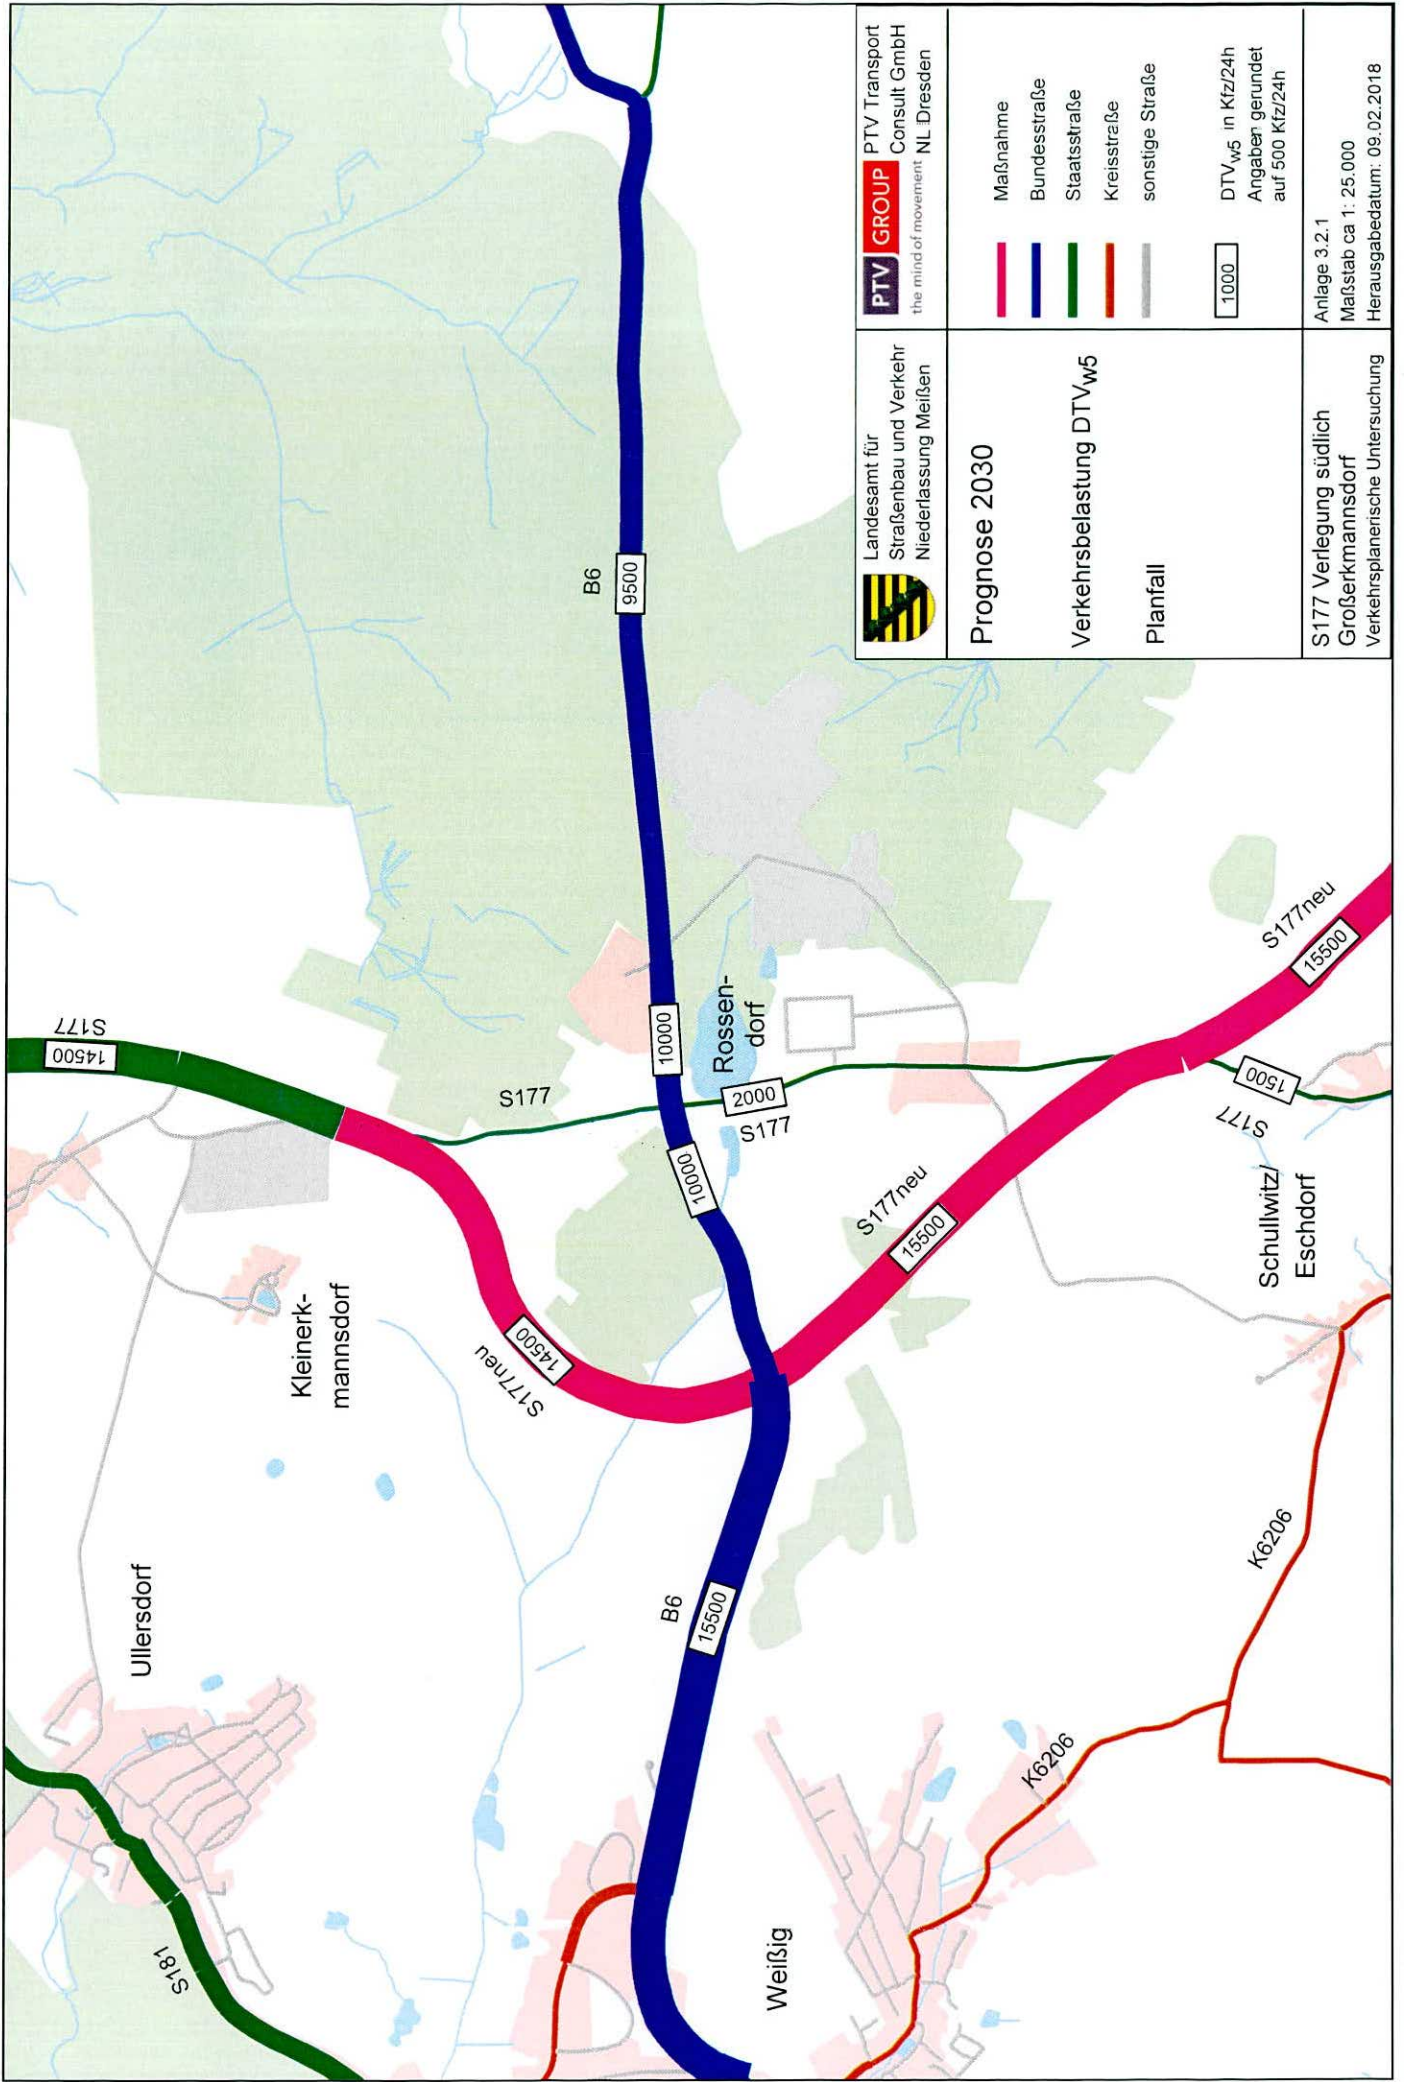 S177
14500
Ullersdorf
Kleinerk-
mannsdorf
S181
S177neu
14500
S177
B6
9500
10000
10000
Rossen-
dorf
2000
S177
B6
15500
S177neu
15500
S177neu
15500
1500
S177
Schullwitz/
Eschdorf
Weißig
K6206
K6206
Landesamt für
Straßenbau und Verkehr
Niederlassung Meißen
PTV GROUP
the mind of movement
PTV Transport
Consult GmbH
NL Dresden
Prognose 2030
Verkehrsbelastung DTVw5
Planfall
Maßnahme
Bundesstraße
Staatsstraße
Kreisstraße
sonstige Straße
1000
DTVw5 in Kfz/24h
Angaben gerundet
auf 500 Kfz/24h
S177 Verlegung südlich
Großerkmannsdorf
Verkehrsplanerische Untersuchung
Anlage 3.2.1
Maßstab ca 1: 25.000
Herausgabedatum: 09.02.2018